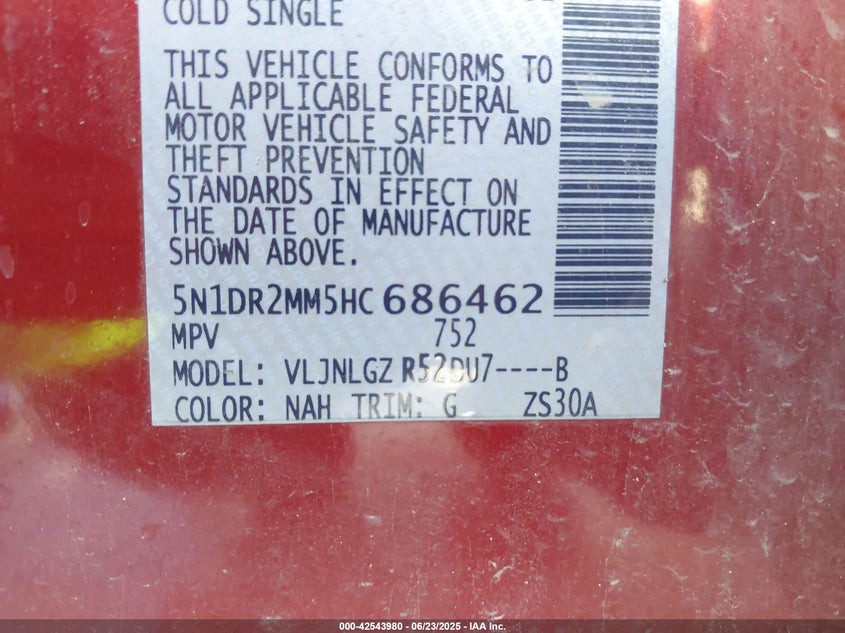 COLD SINGLE
THIS VEHICLE CONFORMS TO
ALL APPLICABLE FEDERAL
MOTOR VEHICLE SAFETY AND
THEFT PREVENTION
STANDARDS IN EFFECT ON
THE DATE OF MANUFACTURE
SHOWN ABOVE.
5N1DR2MM5HC686462
MPV 752
MODEL: VLJNLGZ R52DU7----B
COLOR: NAH TRIM: G ZS30A
000-42543980 - 06/23/2025 - IAA Inc.